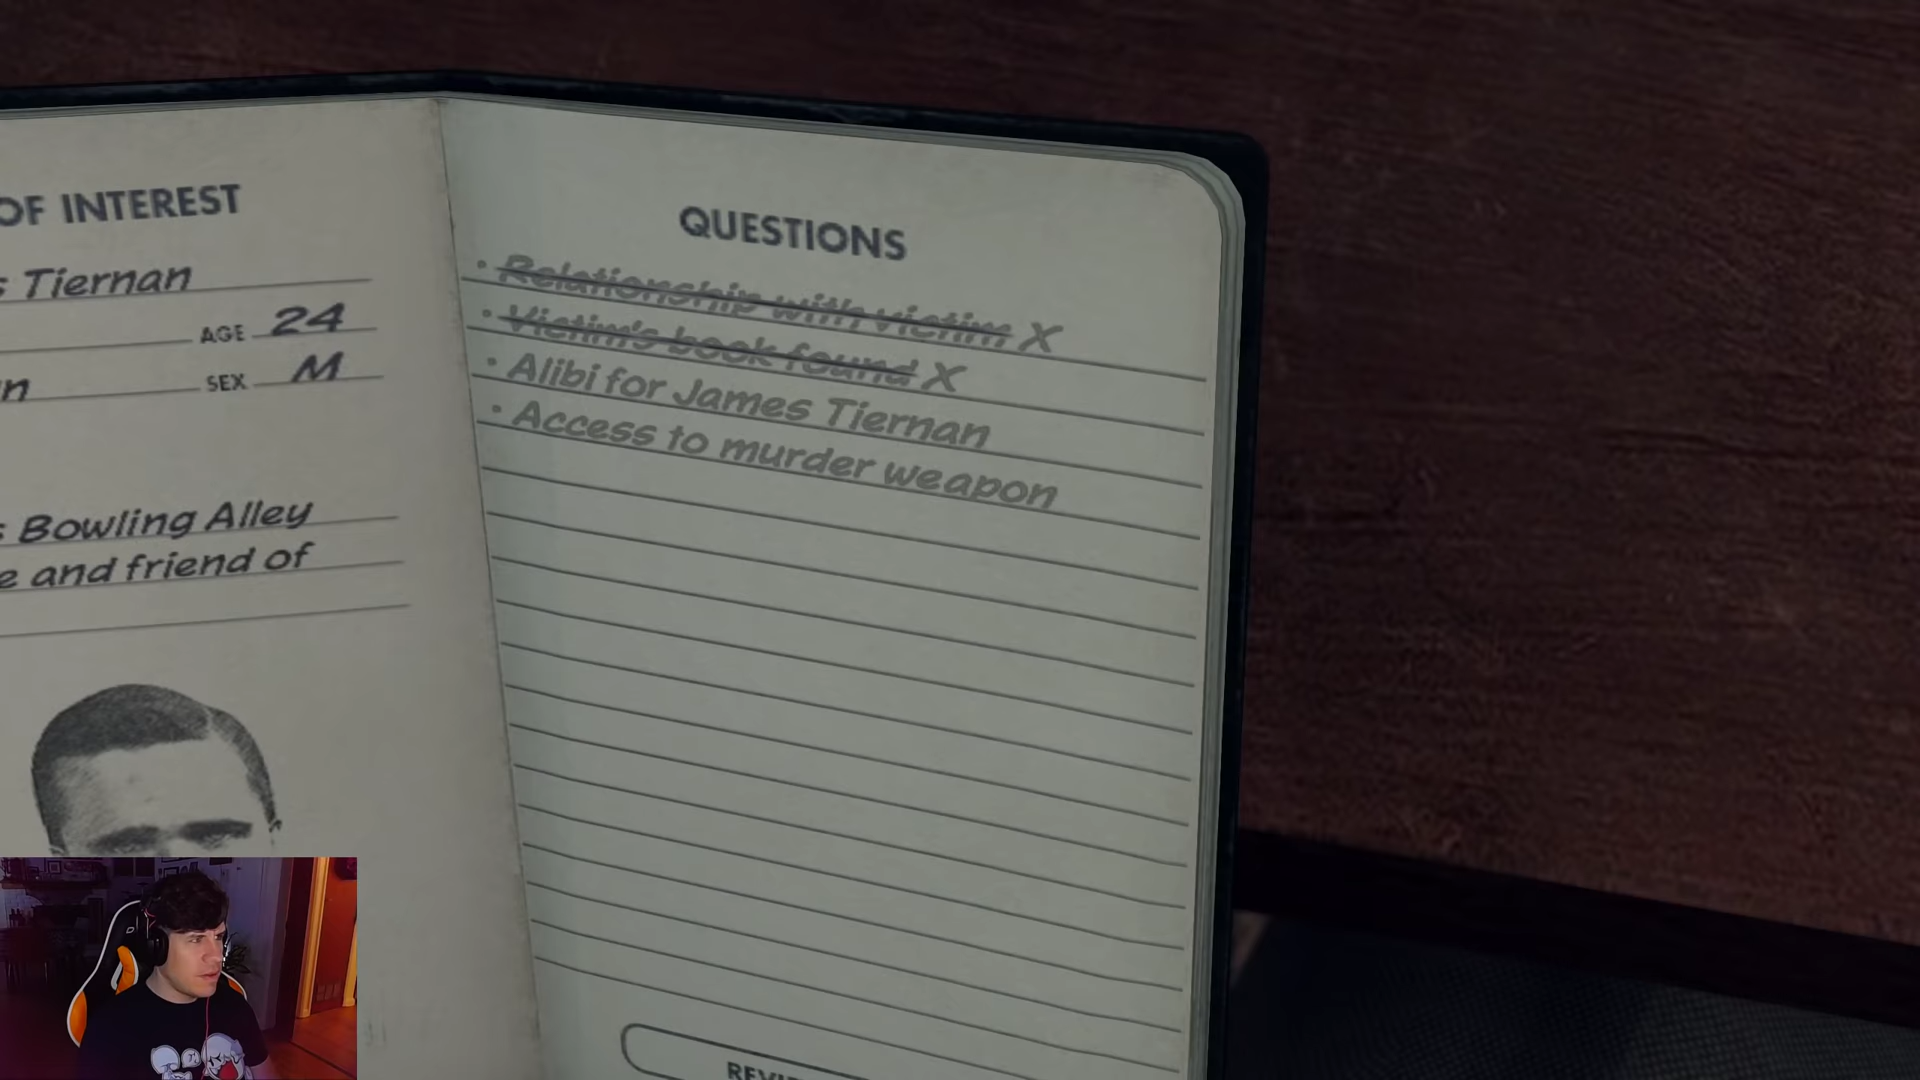 OF INTEREST
s Tiernan
AGE 24
n SEX M
s Bowling Alley
e and friend of
QUESTIONS
• Relationship with victim X
• Victim's book found X
• Alibi for James Tiernan
• Access to murder weapon